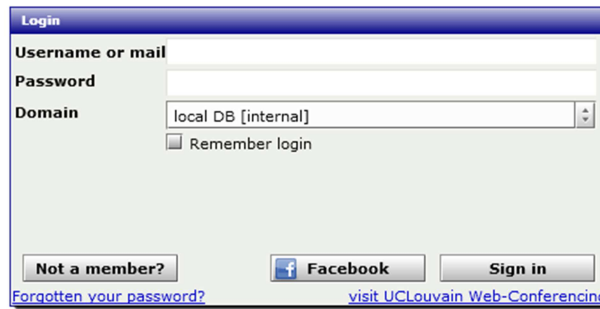 Login
Username or mail
Password
Domain local DB [internal]
Remember login
Not a member? Facebook Sign in
Forgotten your password? visit UCLouvain Web-Conferencing